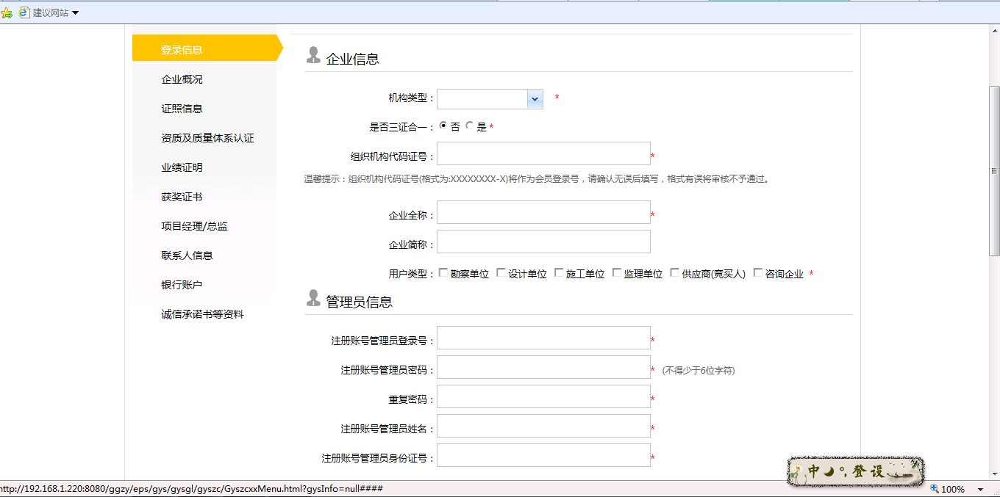 建议网站
登录信息
企业概况
证照信息
资质及质量体系认证
业绩证明
获奖证书
项目经理/总监
联系人信息
银行账户
诚信承诺书等资料
企业信息
机构类型： *
是否三证合一： 否 是 *
组织机构代码证号： *
温馨提示：组织机构代码证号(格式为:XXXXXXXX-X)将作为会员登录号，请确认无误后填写，格式有误将审核不予通过。
企业全称： *
企业简称：
用户类型： 勘察单位 设计单位 施工单位 监理单位 供应商(竞买人) 咨询企业 *
管理员信息
注册账号管理员登录号： *
注册账号管理员密码： * (不得少于6位字符)
重复密码： *
注册账号管理员姓名： *
注册账号管理员身份证号： *
中 °, 登 设
http://192.168.1.220:8080/ggzy/eps/gys/gysgl/gyszc/GyszcxxMenu.html?gysInfo=null####
100%